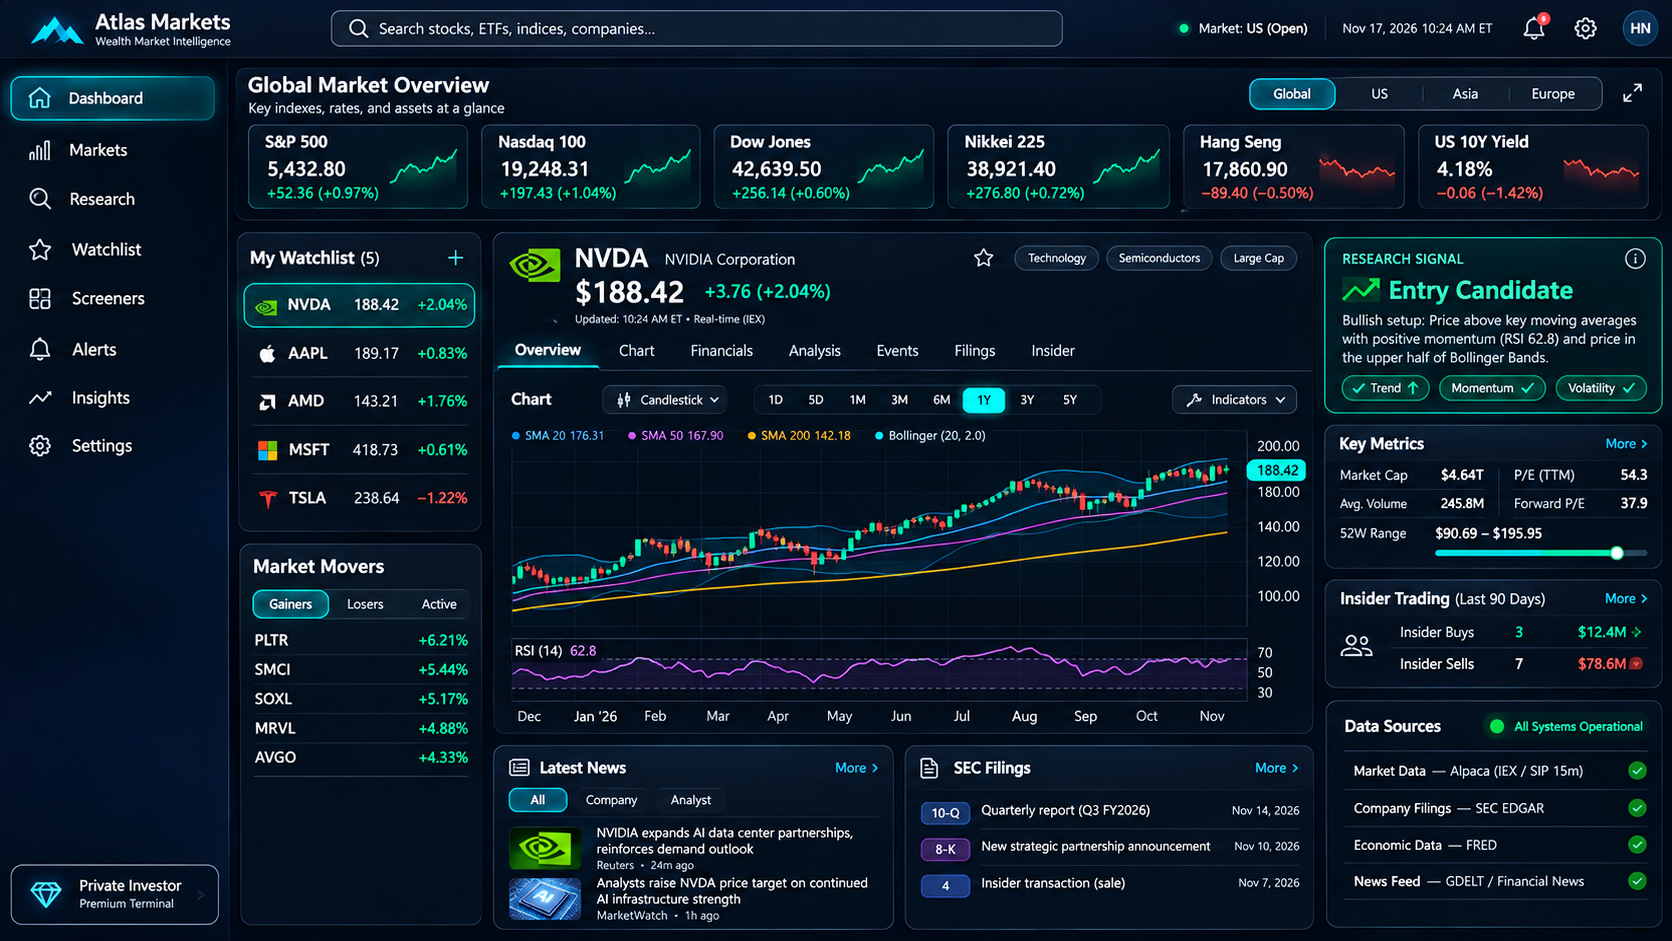 Atlas Markets
Wealth Market Intelligence
Search stocks, ETFs, indices, companies...
Market: US (Open)
Nov 17, 2026 10:24 AM ET
HN
Dashboard
Markets
Research
Watchlist
Screeners
Alerts
Insights
Settings
Private Investor
Premium Terminal
Global Market Overview
Key indexes, rates, and assets at a glance
Global US Asia Europe
S&P 500
5,432.80
+52.36 (+0.97%)
Nasdaq 100
19,248.31
+197.43 (+1.04%)
Dow Jones
42,639.50
+256.14 (+0.60%)
Nikkei 225
38,921.40
+276.80 (+0.72%)
Hang Seng
17,860.90
−89.40 (−0.50%)
US 10Y Yield
4.18%
−0.06 (−1.42%)
My Watchlist (5) +
NVDA 188.42 +2.04%
AAPL 189.17 +0.83%
AMD 143.21 +1.76%
MSFT 418.73 +0.61%
TSLA 238.64 −1.22%
Market Movers
Gainers Losers Active
PLTR +6.21%
SMCI +5.44%
SOXL +5.17%
MRVL +4.88%
AVGO +4.33%
NVDA NVIDIA Corporation
Technology Semiconductors Large Cap
$188.42 +3.76 (+2.04%)
Updated: 10:24 AM ET • Real-time (IEX)
Overview Chart Financials Analysis Events Filings Insider
Chart
Candlestick
1D 5D 1M 3M 6M 1Y 3Y 5Y
Indicators
SMA 20 176.31 SMA 50 167.90 SMA 200 142.18 Bollinger (20, 2.0)
200.00
188.42
180.00
140.00
120.00
100.00
RSI (14) 62.8
70
50
30
Dec Jan '26 Feb Mar Apr May Jun Jul Aug Sep Oct Nov
Latest News
More >
All Company Analyst
NVIDIA expands AI data center partnerships,
reinforces demand outlook
Reuters • 24m ago
AI
Analysts raise NVDA price target on continued
AI infrastructure strength
MarketWatch • 1h ago
SEC Filings
More >
10-Q Quarterly report (Q3 FY2026) Nov 14, 2026
8-K New strategic partnership announcement Nov 10, 2026
4 Insider transaction (sale) Nov 7, 2026
RESEARCH SIGNAL
Entry Candidate
Bullish setup: Price above key moving averages
with positive momentum (RSI 62.8) and price in
the upper half of Bollinger Bands.
Trend Momentum Volatility
Key Metrics
More >
Market Cap $4.64T P/E (TTM) 54.3
Avg. Volume 245.8M Forward P/E 37.9
52W Range $90.69 – $195.95
Insider Trading (Last 90 Days)
More >
Insider Buys 3 $12.4M
Insider Sells 7 $78.6M
Data Sources
All Systems Operational
Market Data — Alpaca (IEX / SIP 15m)
Company Filings — SEC EDGAR
Economic Data — FRED
News Feed — GDELT / Financial News